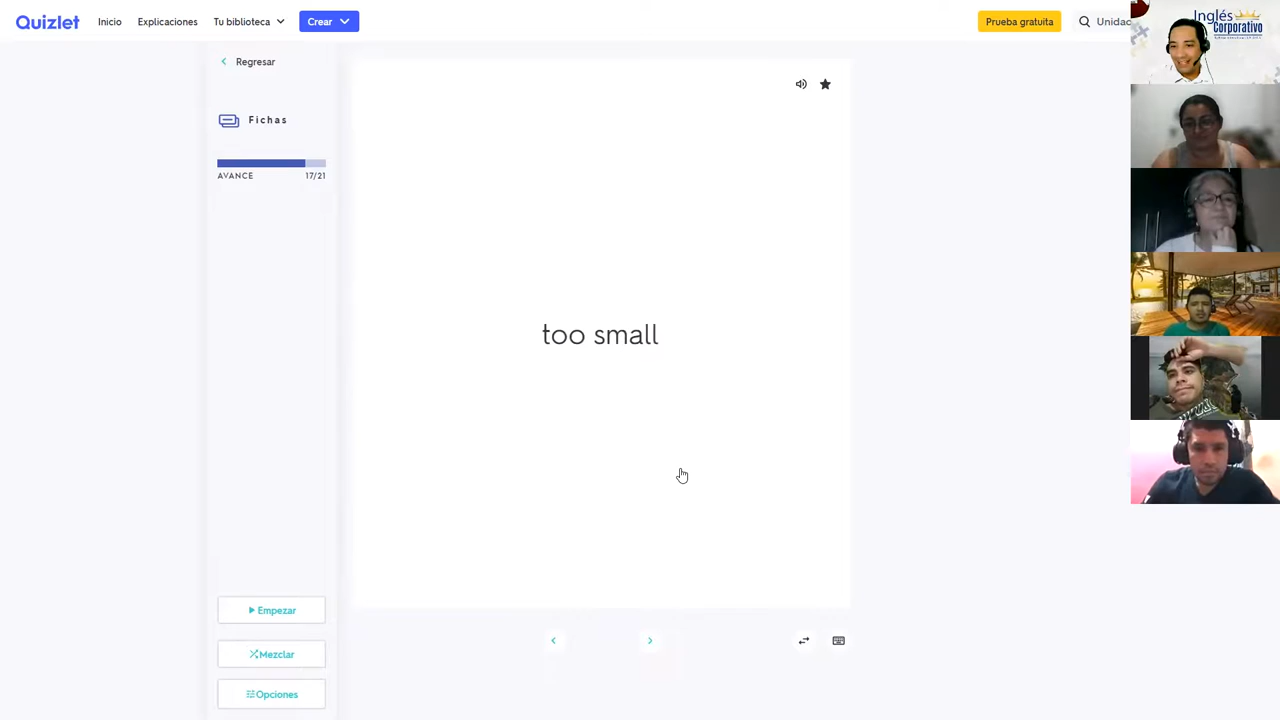 Quizlet
Inicio
Explicaciones
Tu biblioteca
Crear
Prueba gratuita
Unidad
Inglés
Corporativo
Regresar
Fichas
AVANCE 17/21
too small
Empezar
Mezclar
Opciones